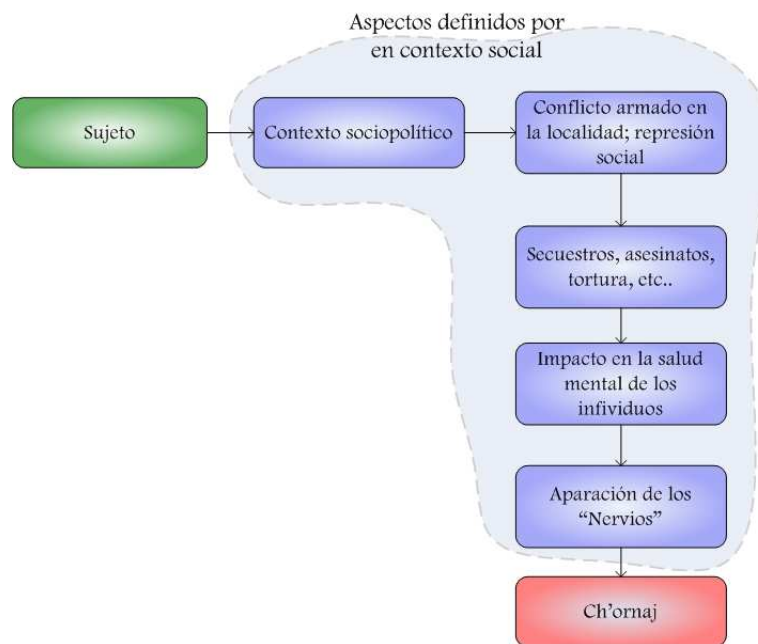 Aspectos definidos por
en contexto social
Sujeto
Contexto sociopolítico
Conflicto armado en
la localidad; represión
social
Secuestros, asesinatos,
tortura, etc..
Impacto en la salud
mental de los
infividuos
Aparación de los
“Nervios”
Ch’ornaj